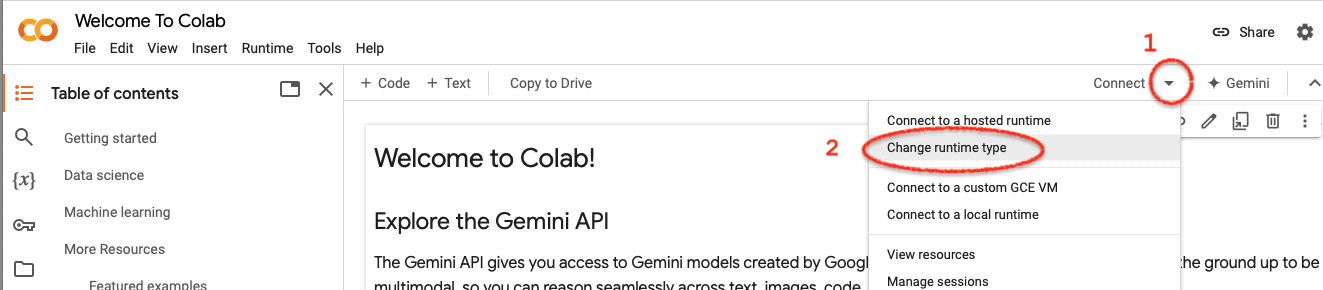 Welcome To Colab
File Edit View Insert Runtime Tools Help
Share
1
Table of contents
+ Code + Text Copy to Drive
Connect Gemini
Getting started
Data science
Machine learning
More Resources
Featured examples
{x}
Connect to a hosted runtime
2 Change runtime type
Connect to a custom GCE VM
Connect to a local runtime
View resources
Manage sessions
Welcome to Colab!
Explore the Gemini API
The Gemini API gives you access to Gemini models created by Goog the ground up to be
multimodal, so you can reason seamlessly across text, images, code